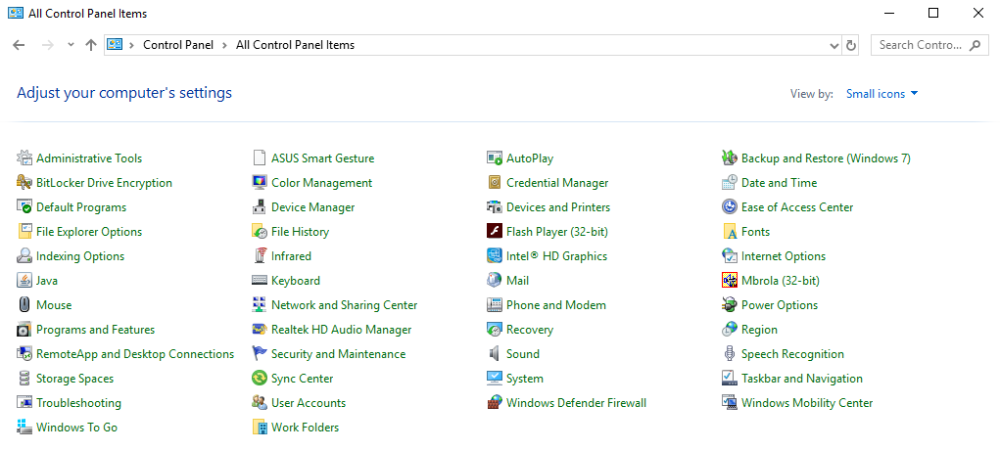 All Control Panel Items
Control Panel > All Control Panel Items
Search Contro...
Adjust your computer's settings
View by: Small icons
Administrative Tools ASUS Smart Gesture AutoPlay Backup and Restore (Windows 7)
BitLocker Drive Encryption Color Management Credential Manager Date and Time
Default Programs Device Manager Devices and Printers Ease of Access Center
File Explorer Options File History Flash Player (32-bit) Fonts
Indexing Options Infrared Intel® HD Graphics Internet Options
Java Keyboard Mail Mbrola (32-bit)
Mouse Network and Sharing Center Phone and Modem Power Options
Programs and Features Realtek HD Audio Manager Recovery Region
RemoteApp and Desktop Connections Security and Maintenance Sound Speech Recognition
Storage Spaces Sync Center System Taskbar and Navigation
Troubleshooting User Accounts Windows Defender Firewall Windows Mobility Center
Windows To Go Work Folders